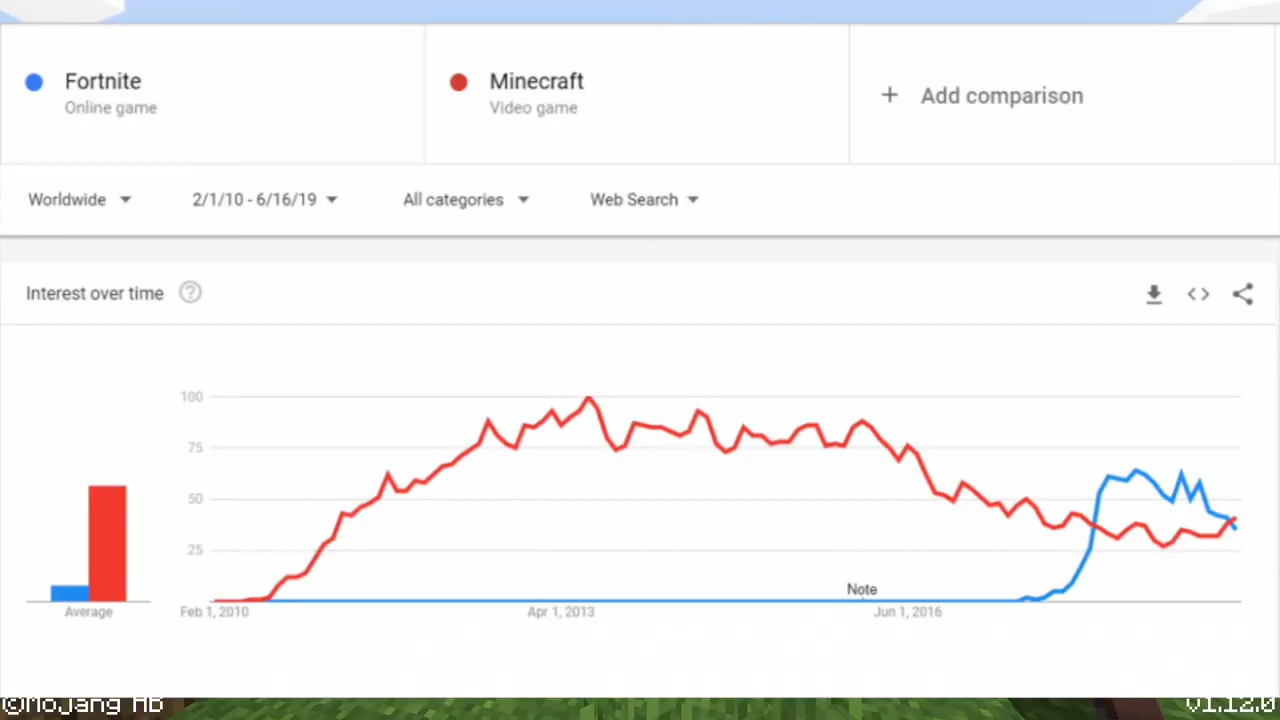 Fortnite
Online game
Minecraft
Video game
+ Add comparison
Worldwide
2/1/10 - 6/16/19
All categories
Web Search
Interest over time
?
100
75
50
25
Note
Average
Feb 1, 2010
Apr 1, 2013
Jun 1, 2016
©Mojang AB
v1.12.0